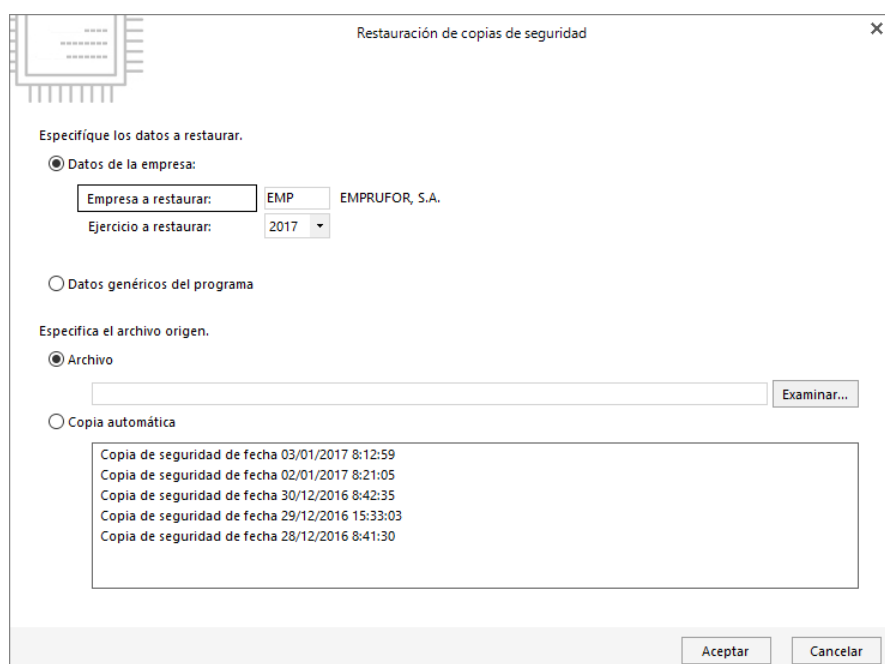 Restauración de copias de seguridad
Especifíque los datos a restaurar.
Datos de la empresa:
Empresa a restaurar: EMP EMPRUFOR, S.A.
Ejercicio a restaurar: 2017
Datos genéricos del programa
Especifica el archivo origen.
Archivo
Examinar...
Copia automática
Copia de seguridad de fecha 03/01/2017 8:12:59
Copia de seguridad de fecha 02/01/2017 8:21:05
Copia de seguridad de fecha 30/12/2016 8:42:35
Copia de seguridad de fecha 29/12/2016 15:33:03
Copia de seguridad de fecha 28/12/2016 8:41:30
Aceptar Cancelar